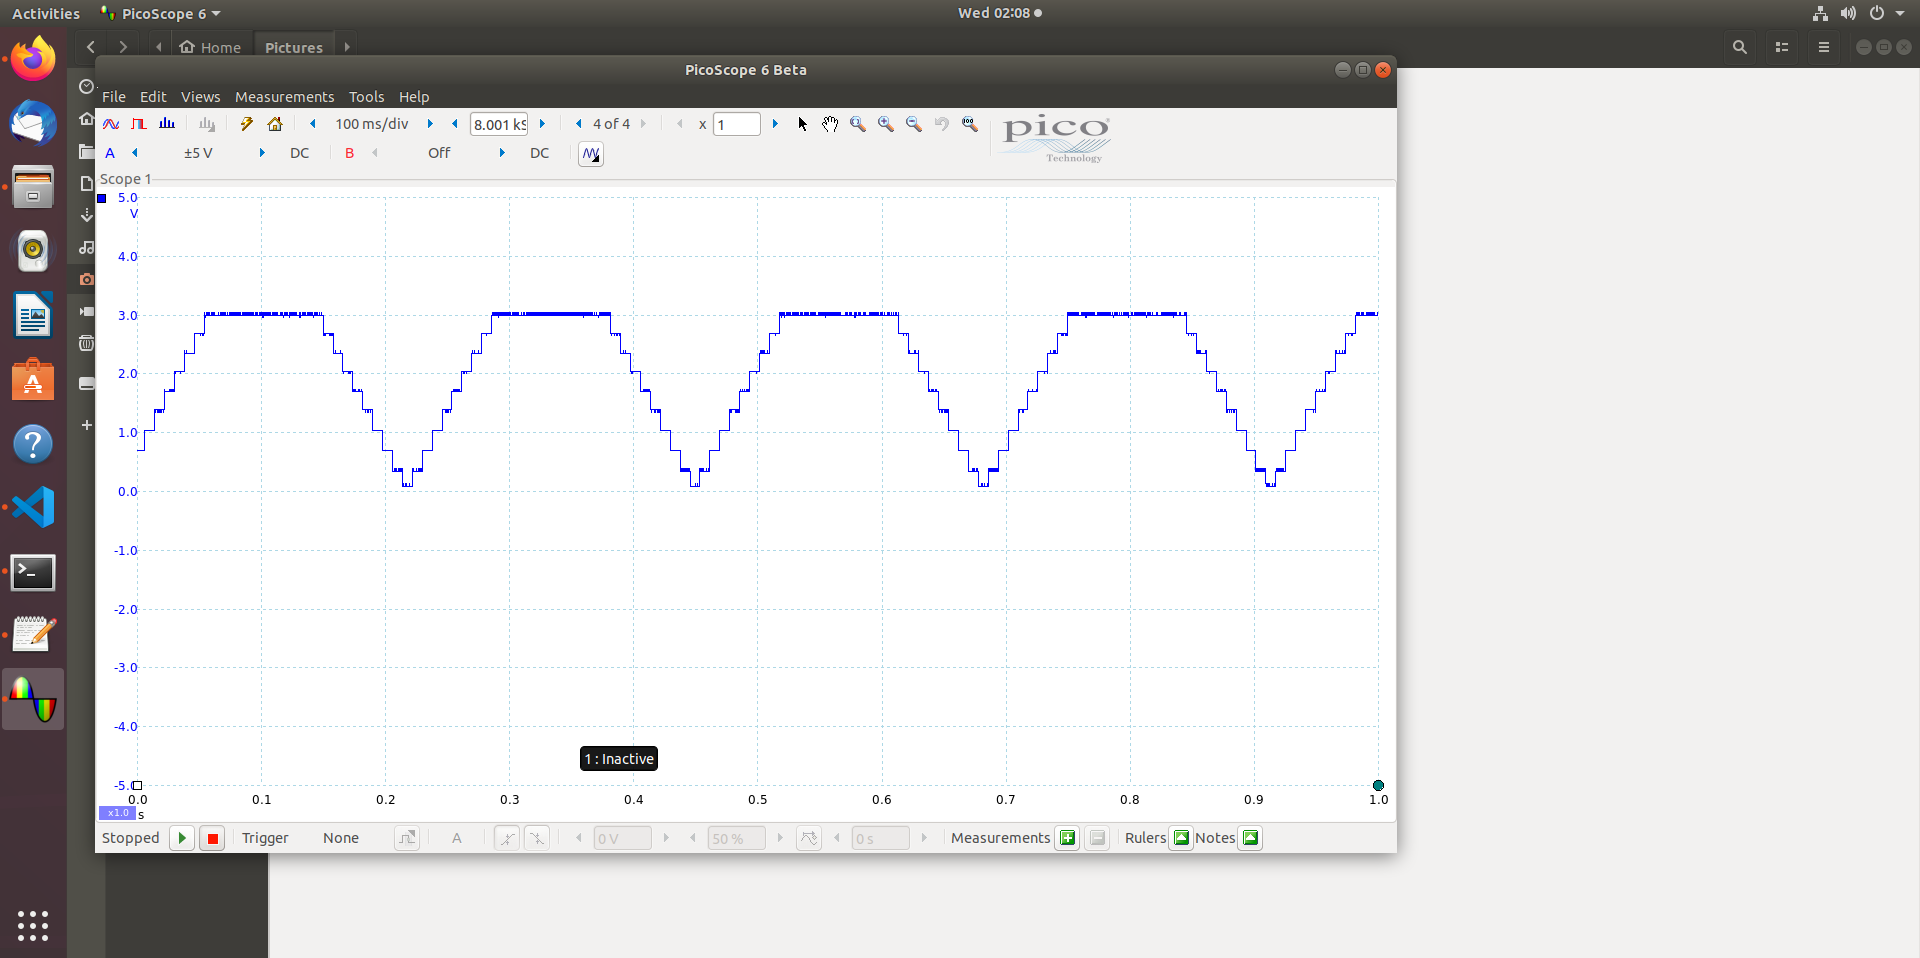 Activities PicoScope 6 Wed 02:08
Home Pictures
PicoScope 6 Beta
File Edit Views Measurements Tools Help
100 ms/div 8.001 kS 4 of 4 x 1
pico
Technology
A ±5 V DC B Off DC
Scope 1
5.0
V
4.0
3.0
2.0
1.0
0.0
-1.0
-2.0
-3.0
-4.0
1 : Inactive
-5.0
0.0 0.1 0.2 0.3 0.4 0.5 0.6 0.7 0.8 0.9 1.0
x1.0 s
Stopped Trigger None A 0 V 50 % 0 s Measurements Rulers Notes